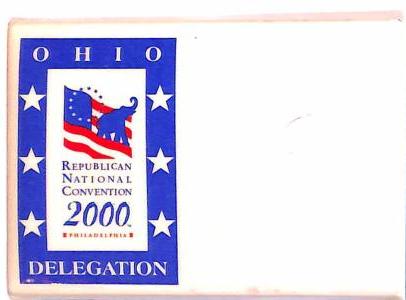 OHIO
REPUBLICAN
NATIONAL
CONVENTION
2000
PHILADELPHIA
DELEGATION